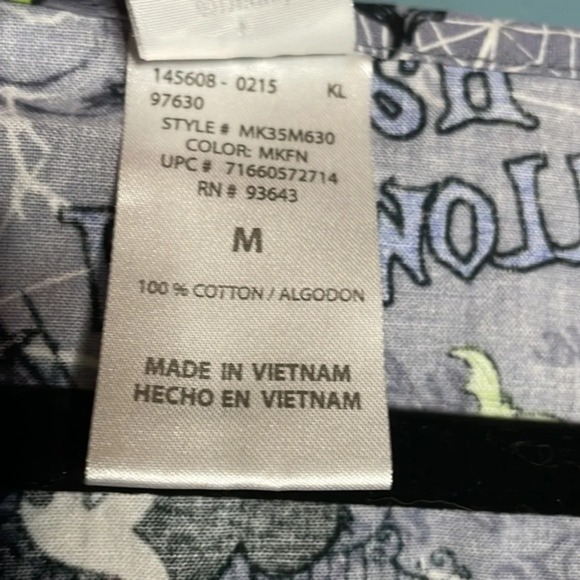 145608 - 0215 KL
97630
STYLE # MK35M630
COLOR: MKFN
UPC # 71660572714
RN # 93643
M
100 % COTTON / ALGODON
MADE IN VIETNAM
HECHO EN VIETNAM